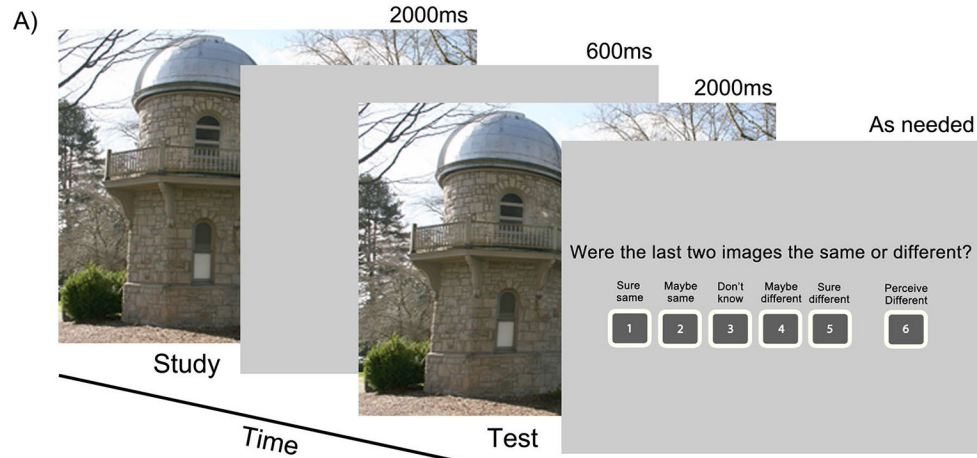 A)
2000ms
600ms
2000ms
As needed
Were the last two images the same or different?
Sure same
Maybe same
Don't know
Maybe different
Sure different
Perceive Different
1 2 3 4 5 6
Study
Test
Time